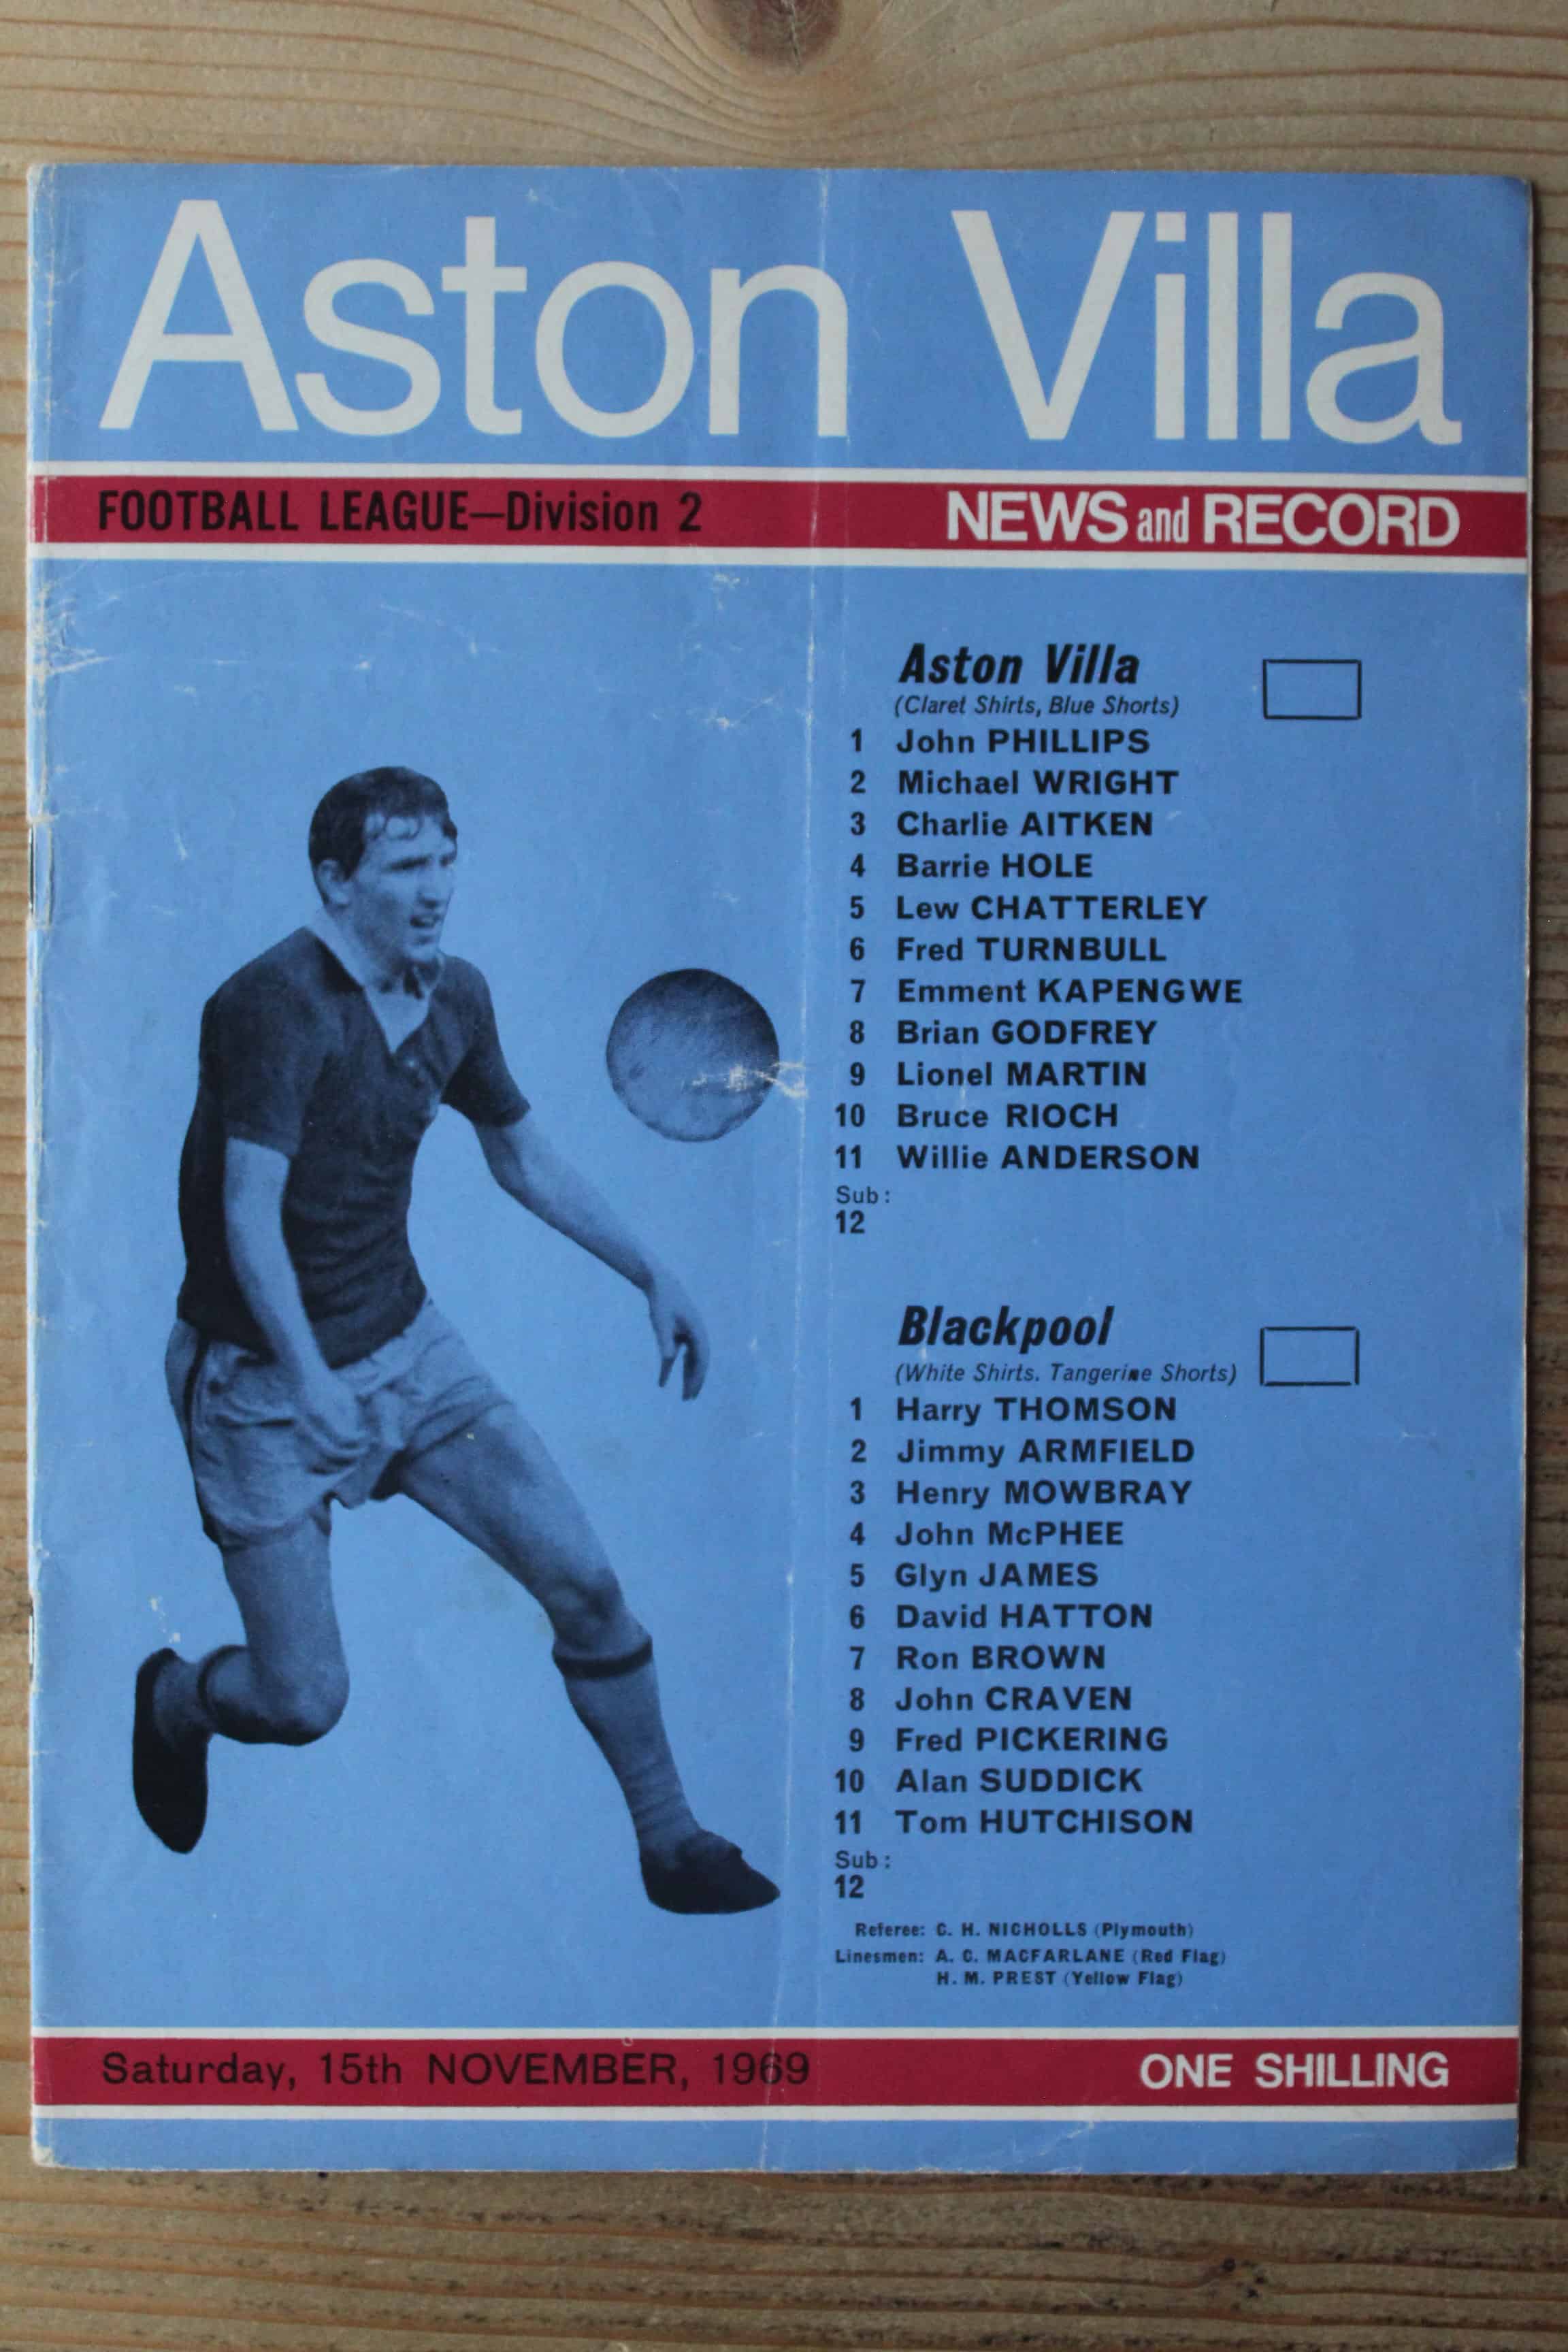 Aston Villa
FOOTBALL LEAGUE—Division 2 NEWS and RECORD
Aston Villa
(Claret Shirts, Blue Shorts)
1 John PHILLIPS
2 Michael WRIGHT
3 Charlie AITKEN
4 Barrie HOLE
5 Lew CHATTERLEY
6 Fred TURNBULL
7 Emment KAPENGWE
8 Brian GODFREY
9 Lionel MARTIN
10 Bruce RIOCH
11 Willie ANDERSON
Sub:
12
Blackpool
(White Shirts. Tangerine Shorts)
1 Harry THOMSON
2 Jimmy ARMFIELD
3 Henry MOWBRAY
4 John McPHEE
5 Glyn JAMES
6 David HATTON
7 Ron BROWN
8 John CRAVEN
9 Fred PICKERING
10 Alan SUDDICK
11 Tom HUTCHISON
Sub:
12
Referee: C. H. NICHOLLS (Plymouth)
Linesmen: A. C. MACFARLANE (Red Flag)
H. M. PREST (Yellow Flag)
Saturday, 15th NOVEMBER, 1969 ONE SHILLING